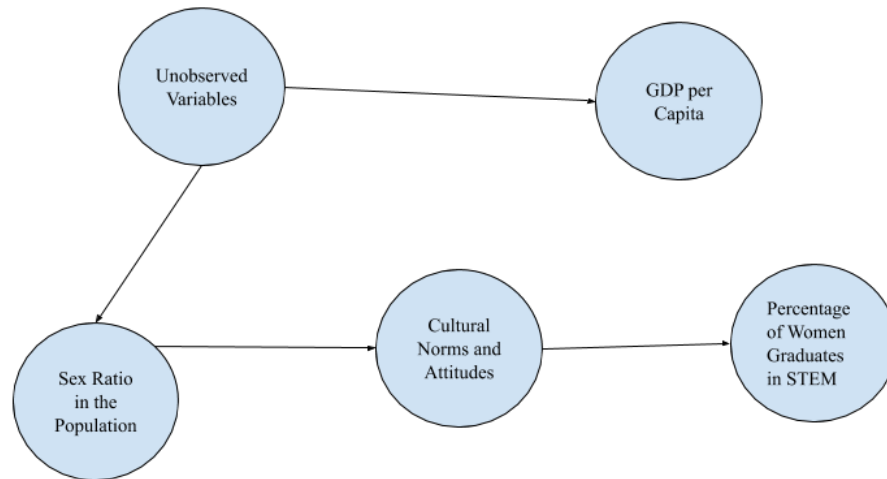 Unobserved
Variables
GDP per
Capita
Sex Ratio
in the
Population
Cultural
Norms and
Attitudes
Percentage
of Women
Graduates
in STEM